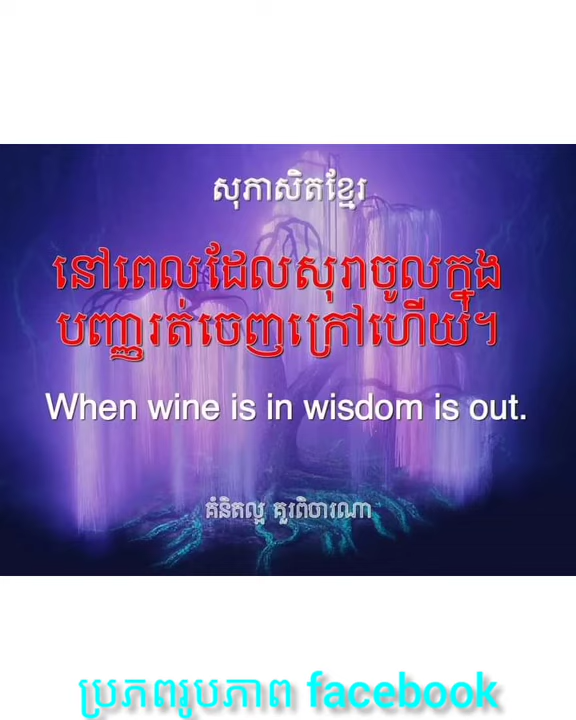 សុភាសិតខ្មែរ
នៅពេលដែលសុរាចូលក្នុង
បញ្ញារត់ចេញក្រៅហើយ។
When wine is in wisdom is out.
គំនិតល្អ គួរពិចារណា
ប្រភពរូបភាព facebook